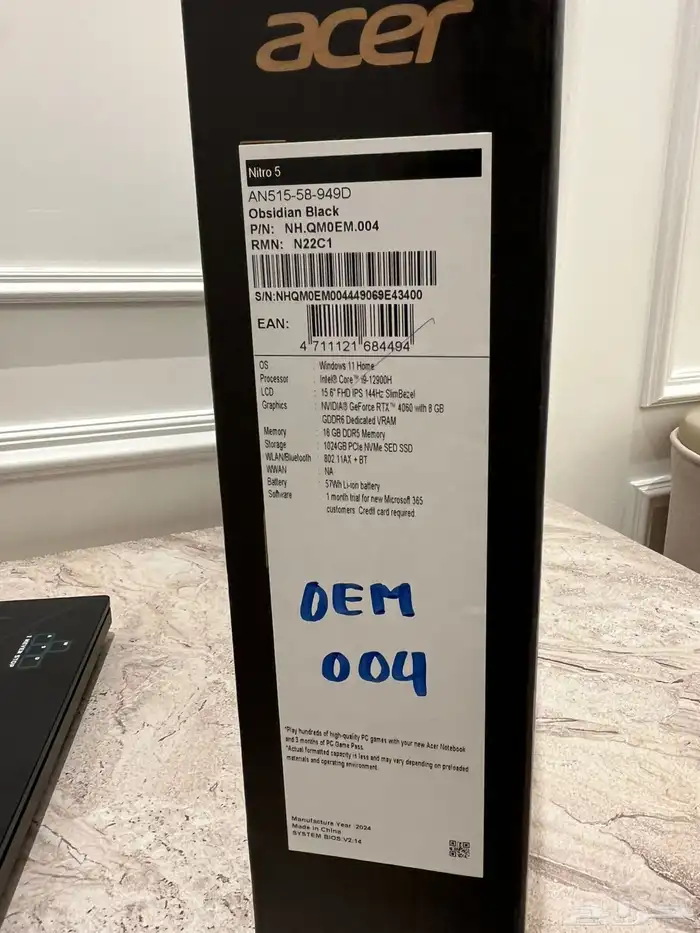 acer
Nitro 5
AN515-58-949D
Obsidian Black
P/N: NH.QM0EM.004
RMN: N22C1
S/N:NHQM0EM004449069E43400
EAN:
4 711121 684494
OS : Windows 11 Home
Processor : Intel® Core™ i9-12900H
LCD : 15.6" FHD IPS 144Hz SlimBezel
Graphics : NVIDIA® GeForce RTX™ 4060 with 8 GB
GDDR6 Dedicated VRAM
Memory : 16 GB DDR5 Memory
Storage : 1024GB PCIe NVMe SED SSD
WLAN/Bluetooth : 802.11AX + BT
WWAN : NA
Battery : 57Wh Li-ion battery
Software : 1 month trial for new Microsoft 365
customers. Credit card required.
OEM
004
*Play hundreds of high-quality PC games with your new Acer Notebook
and 3 months of PC Game Pass.
*Actual formatted capacity is less and may vary depending on preloaded
materials and operating environment.
Manufacture Year :2024
Made in China
SYSTEM BIOS:V2.14
حراج